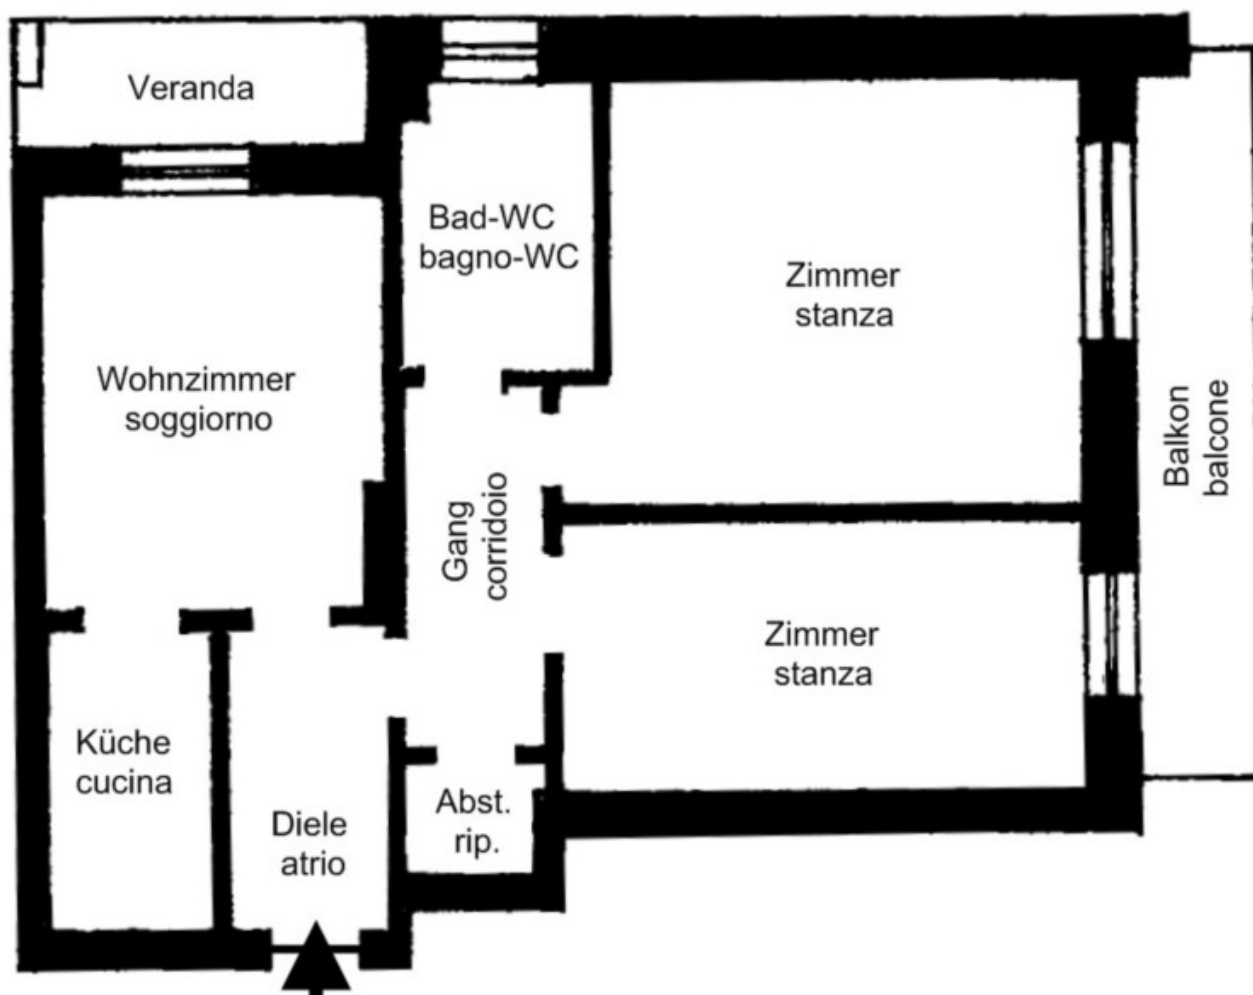 Veranda
Bad-WC
bagno-WC
Zimmer
stanza
Wohnzimmer
soggiorno
Balkon
balcone
Gang
corridoio
Zimmer
stanza
Küche
cucina
Diele
atrio
Abst.
rip.